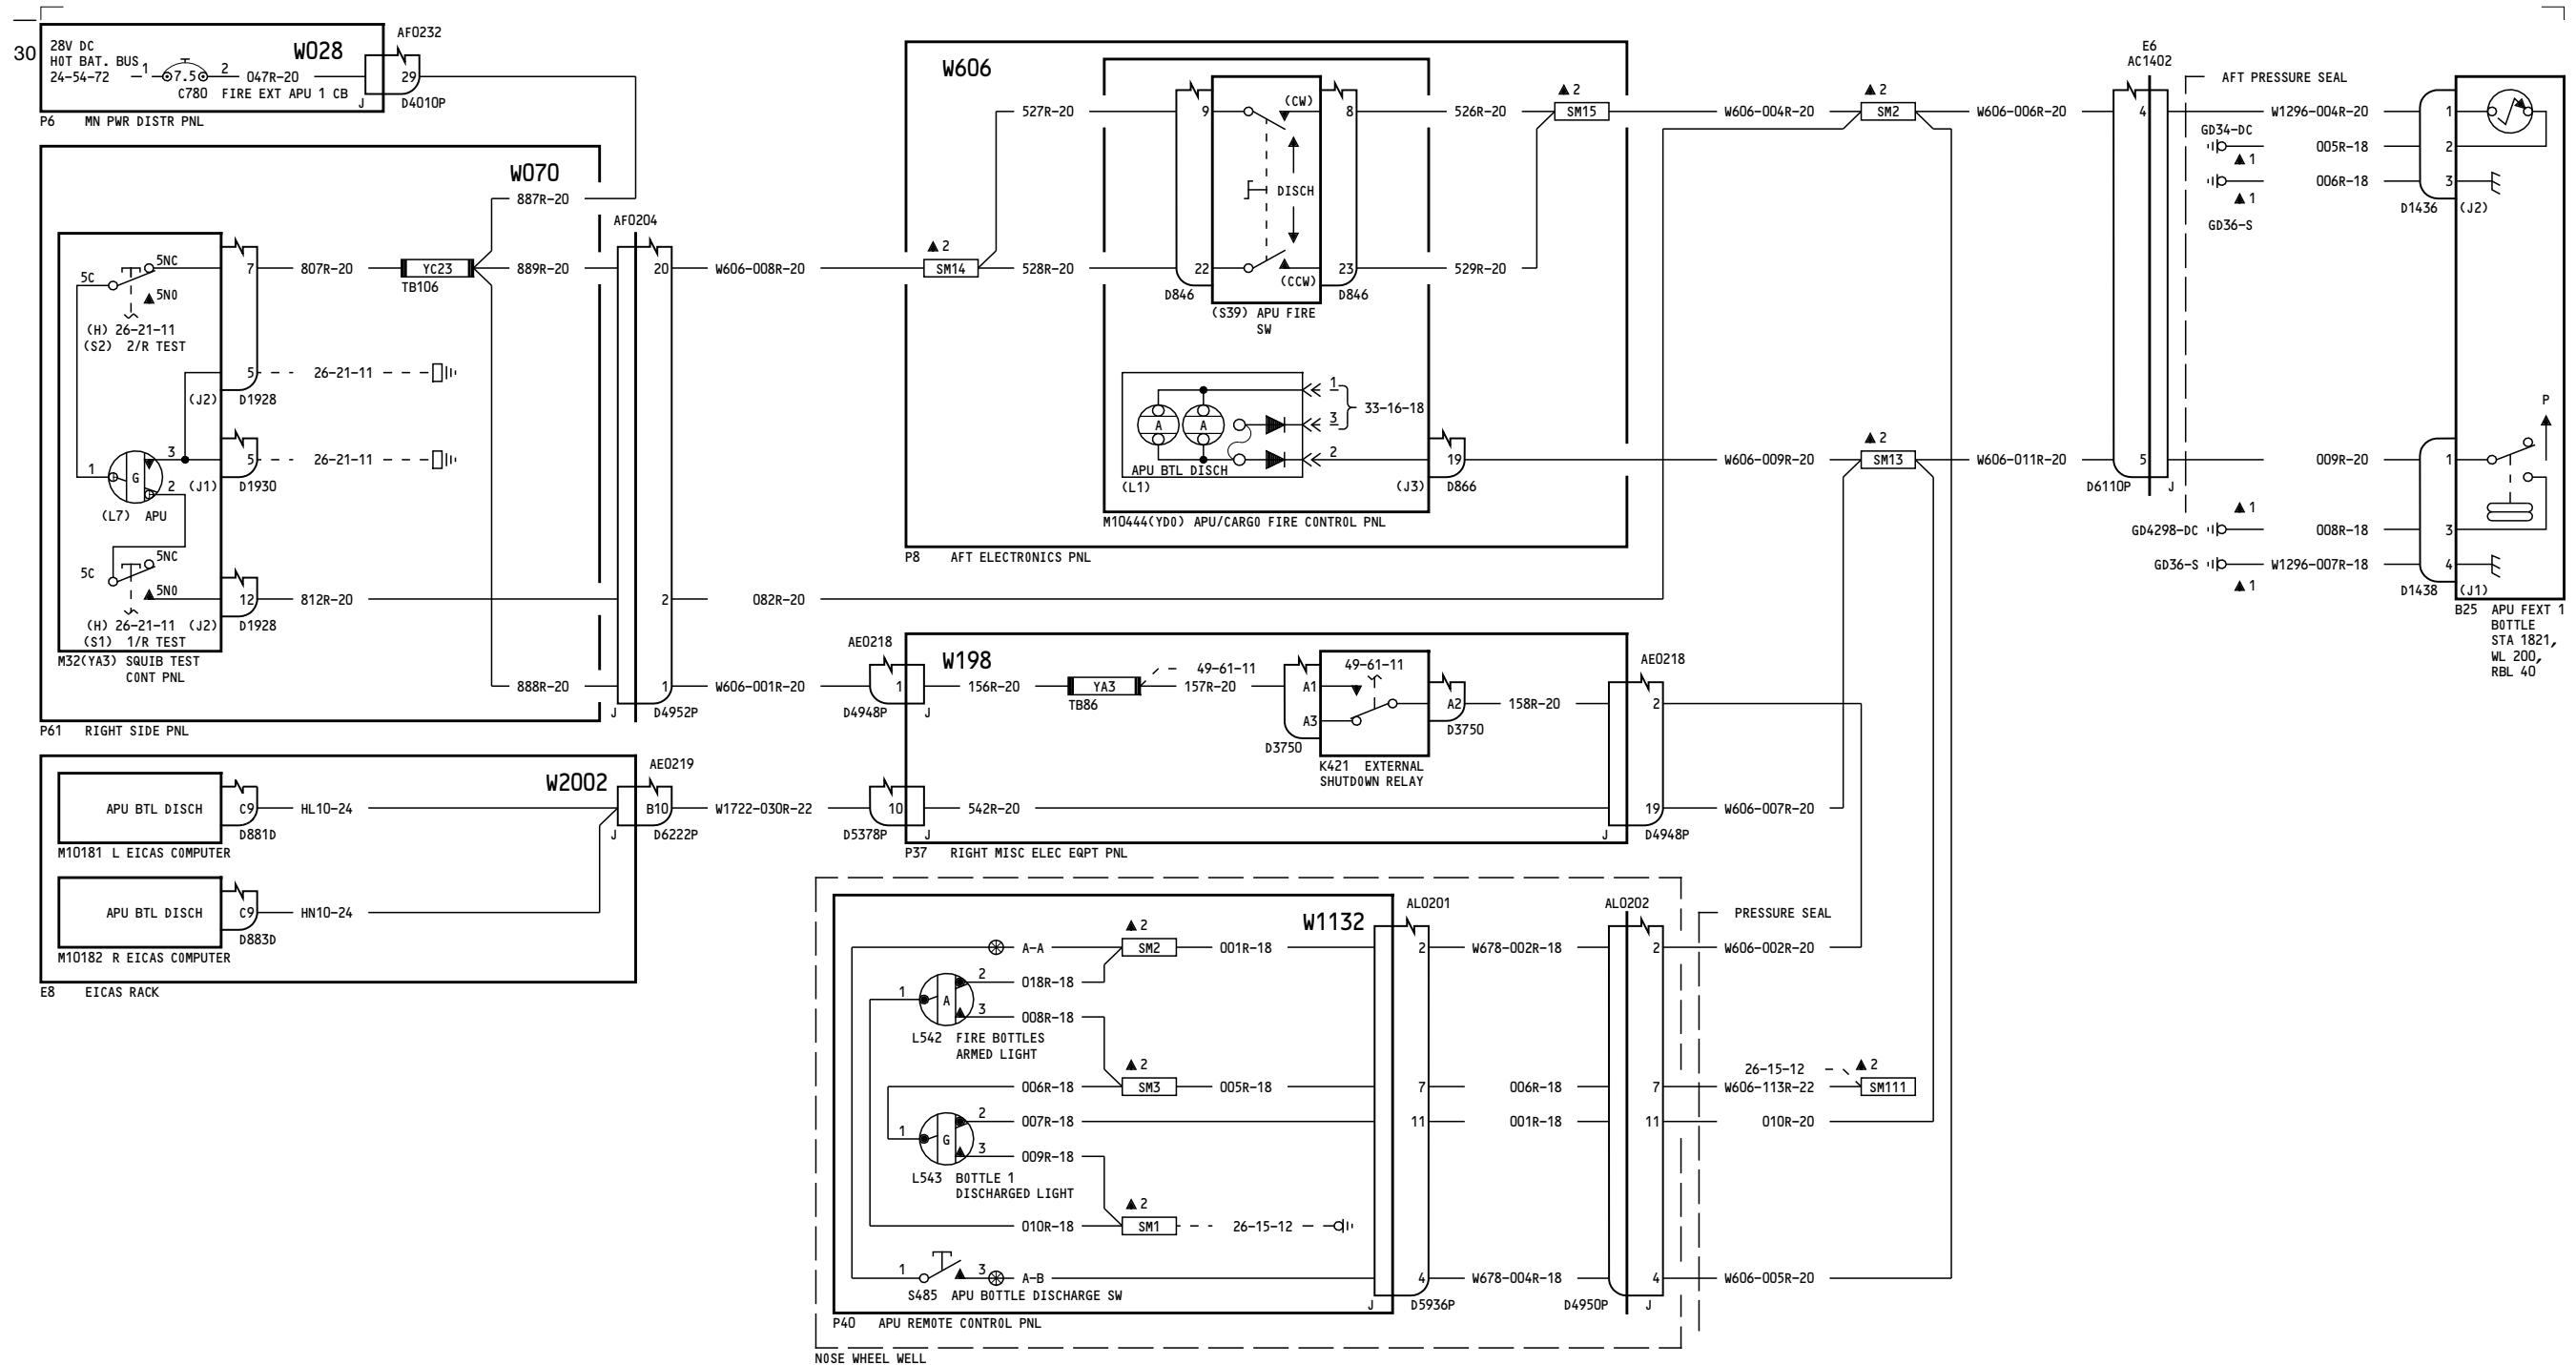 30
28V DC
HOT BAT. BUS
24-54-72
1
7.5
2
047R-20
C780 FIRE EXT APU 1 CB
W028
AF0232
29
J
D4010P
P6 MN PWR DISTR PNL
W070
887R-20
AF0204
5C
5NC
5NO
(H) 26-21-11
(S2) 2/R TEST
7
807R-20
YC23
TB106
889R-20
20
W606-008R-20
5
26-21-11
(J2)
D1928
3
5
26-21-11
1
G
2
(J1)
D1930
(L7) APU
5NC
5C
5NO
12
812R-20
2
082R-20
(H) 26-21-11
(J2)
D1928
(S1) 1/R TEST
M32(YA3) SQUIB TEST
CONT PNL
888R-20
1
W606-001R-20
J
D4952P
P61 RIGHT SIDE PNL
W2002
AE0219
APU BTL DISCH
C9
HL10-24
B10
W1722-030R-22
D881D
J
D6222P
M10181 L EICAS COMPUTER
APU BTL DISCH
C9
HN10-24
D883D
M10182 R EICAS COMPUTER
E8 EICAS RACK
W606
527R-20
9
(CW)
8
526R-20
▲ 2
SM15
W606-004R-20
▲ 2
SM2
W606-006R-20
DISCH
▲ 2
SM14
528R-20
22
(CCW)
23
529R-20
D846
D846
(S39) APU FIRE
SW
1
3
33-16-18
A
A
2
APU BTL DISCH
(L1)
(J3)
19
D866
W606-009R-20
▲ 2
SM13
W606-011R-20
M10444(YD0) APU/CARGO FIRE CONTROL PNL
P8 AFT ELECTRONICS PNL
AE0218
W198
1
156R-20
YA3
TB86
49-61-11
157R-20
A1
A3
49-61-11
A2
158R-20
AE0218
2
D4948P
J
D3750
D3750
K421 EXTERNAL
SHUTDOWN RELAY
10
542R-20
19
W606-007R-20
D5378P
J
J
D4948P
P37 RIGHT MISC ELEC EQPT PNL
W1132
AL0201
AL0202
PRESSURE SEAL
A-A
▲ 2
SM2
001R-18
2
W678-002R-18
2
W606-002R-20
1
A
2
018R-18
3
008R-18
L542 FIRE BOTTLES
ARMED LIGHT
▲ 2
006R-18
SM3
005R-18
7
006R-18
7
26-15-12
▲ 2
W606-113R-22
SM111
1
G
2
007R-18
11
001R-18
11
010R-20
3
009R-18
L543 BOTTLE 1
DISCHARGED LIGHT
▲ 2
010R-18
SM1
26-15-12
1
3
A-B
4
W678-004R-18
4
W606-005R-20
S485 APU BOTTLE DISCHARGE SW
J
D5936P
D4950P
J
P40 APU REMOTE CONTROL PNL
NOSE WHEEL WELL
E6
AC1402
AFT PRESSURE SEAL
4
W1296-004R-20
1
GD34-DC
▲ 1
005R-18
2
006R-18
3
▲ 1
GD36-S
D1436
(J2)
P
5
009R-20
1
D6110P
J
▲ 1
GD4298-DC
008R-18
3
GD36-S
W1296-007R-18
4
▲ 1
D1438
(J1)
B25 APU FEXT 1
BOTTLE
STA 1821,
WL 200,
RBL 40